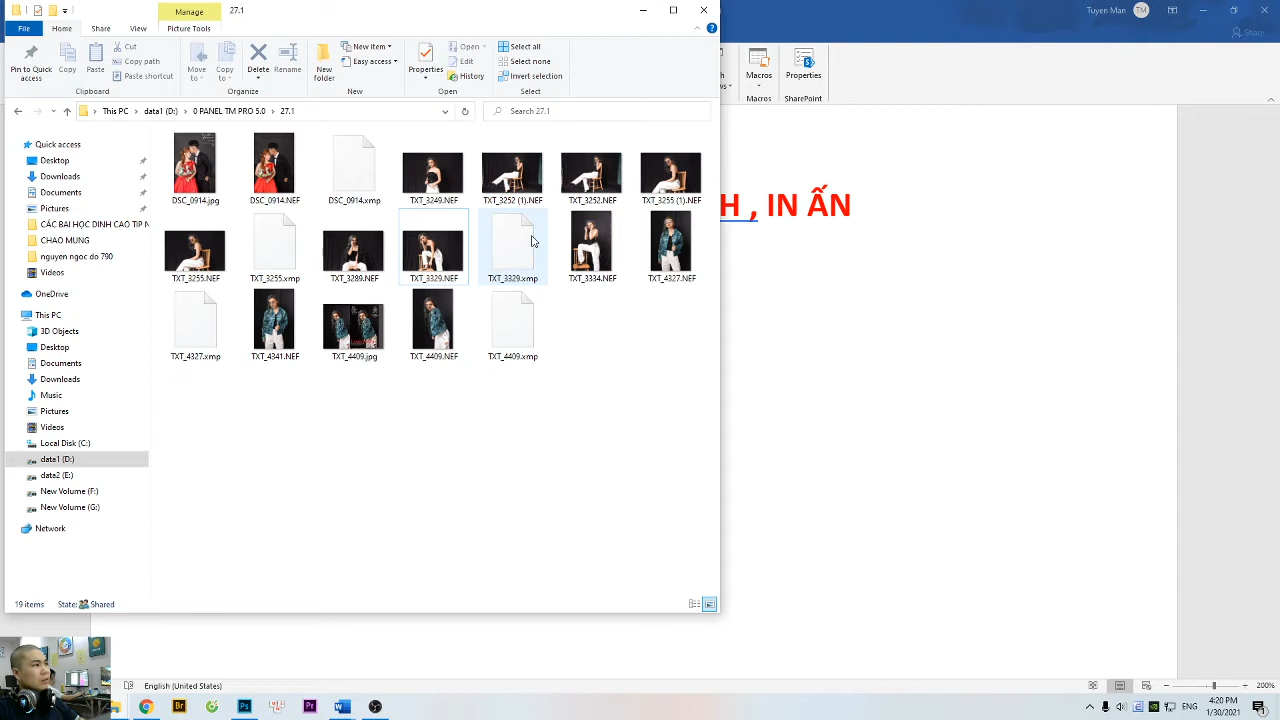 Manage
27.1
Tuyen Man
TM
File
Home
Share
View
Picture Tools
Share
Pin to Quick access
Copy
Paste
Cut
Copy path
Paste shortcut
Clipboard
Move to
Copy to
Delete
Rename
Organize
New folder
New item
Easy access
New
Properties
Open
Edit
History
Open
Select all
Select none
Invert selection
Select
Macros
Macros
Properties
SharePoint
This PC
data1 (D:)
0 PANEL TM PRO 5.0
27.1
Search 27.1
Quick access
Desktop
Downloads
Documents
Pictures
CÁC BÀI HỌC DINH CAO TIP N
CHAO MUNG
nguyen ngoc do 790
Videos
OneDrive
This PC
3D Objects
Desktop
Documents
Downloads
Music
Pictures
Videos
Local Disk (C:)
data1 (D:)
data2 (E:)
New Volume (F:)
New Volume (G:)
Network
DSC_0914.jpg
DSC_0914.NEF
DSC_0914.xmp
TXT_3249.NEF
TXT_3252 (1).NEF
TXT_3252.NEF
TXT_3255 (1).NEF
TXT_3255.NEF
TXT_3255.xmp
TXT_3289.NEF
TXT_3329.NEF
TXT_3329.xmp
TXT_3334.NEF
TXT_4327.NEF
TXT_4327.xmp
TXT_4341.NEF
TXT_4409.jpg
TXT_4409.NEF
TXT_4409.xmp
H , IN ẤN
19 items
State:
Shared
English (United States)
200%
Br
Ps
Pr
W
ENG
4:20 PM
1/30/2021